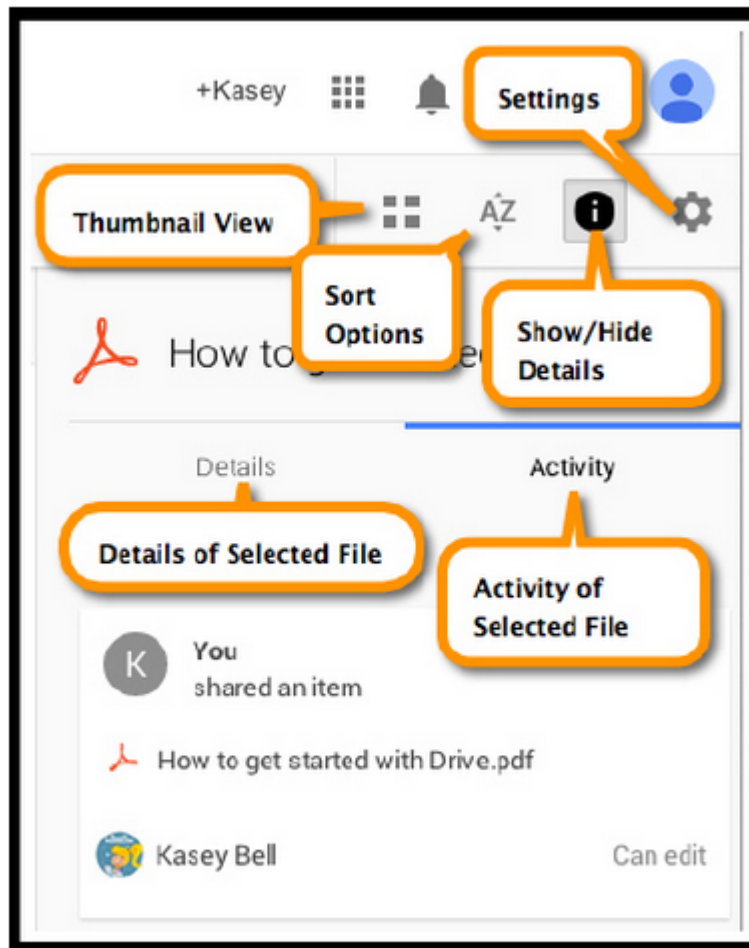 +Kasey
Settings
Thumbnail View
AZ
i
Sort
Options
Show/Hide
Details
How to g
Details
Activity
Details of Selected File
Activity of
Selected File
K
You
shared an item
How to get started with Drive.pdf
Kasey Bell
Can edit